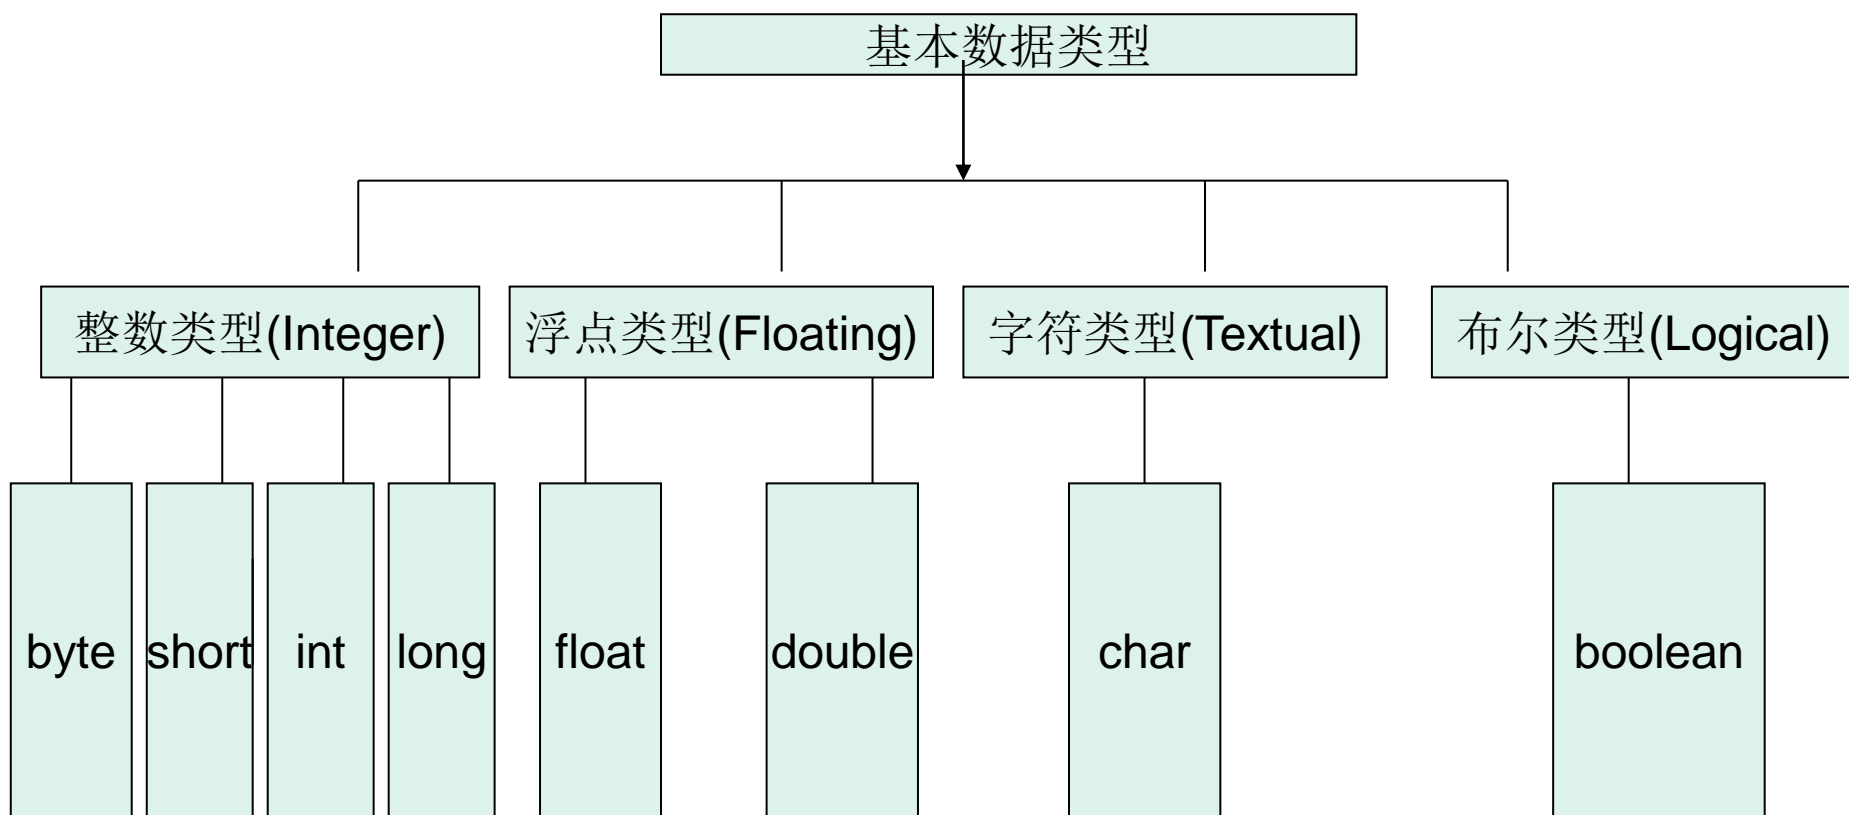 基本数据类型
整数类型(Integer)
浮点类型(Floating)
字符类型(Textual)
布尔类型(Logical)
byte
short
int
long
float
double
char
boolean